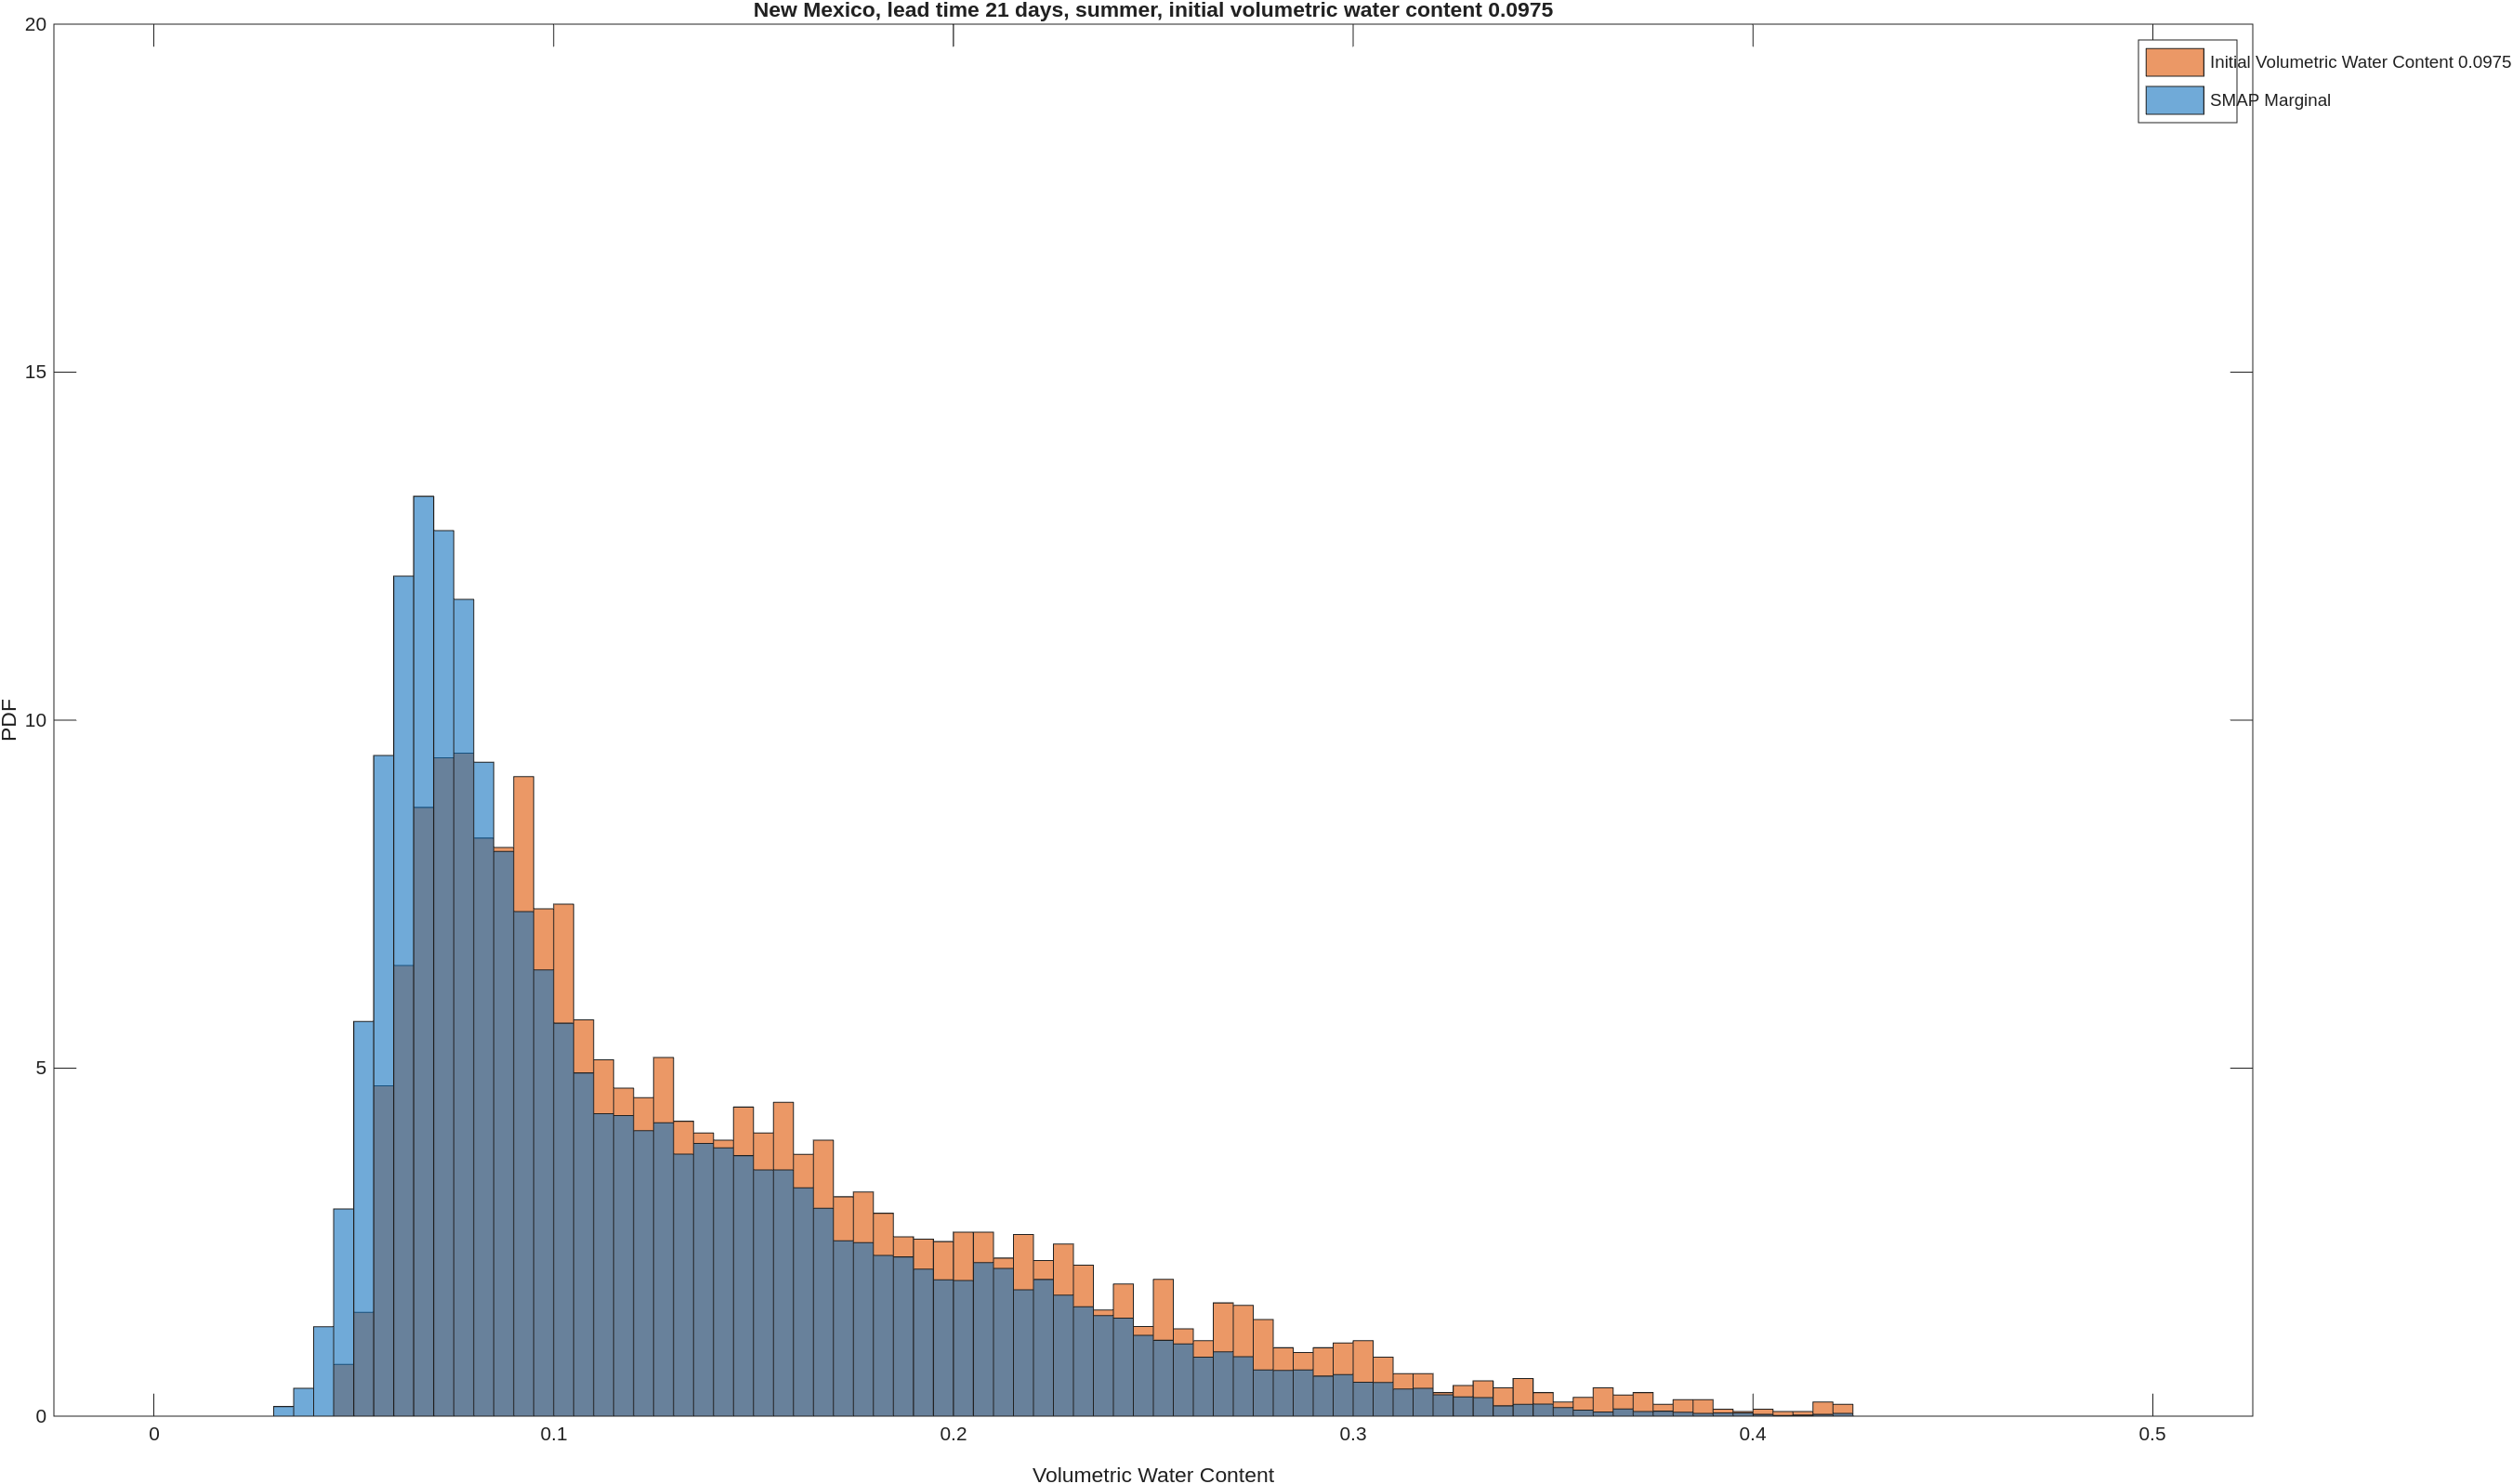 New Mexico, lead time 21 days, summer, initial volumetric water content 0.0975
20
15
10
5
0
PDF
Initial Volumetric Water Content 0.0975
SMAP Marginal
0 0.1 0.2 0.3 0.4 0.5
Volumetric Water Content